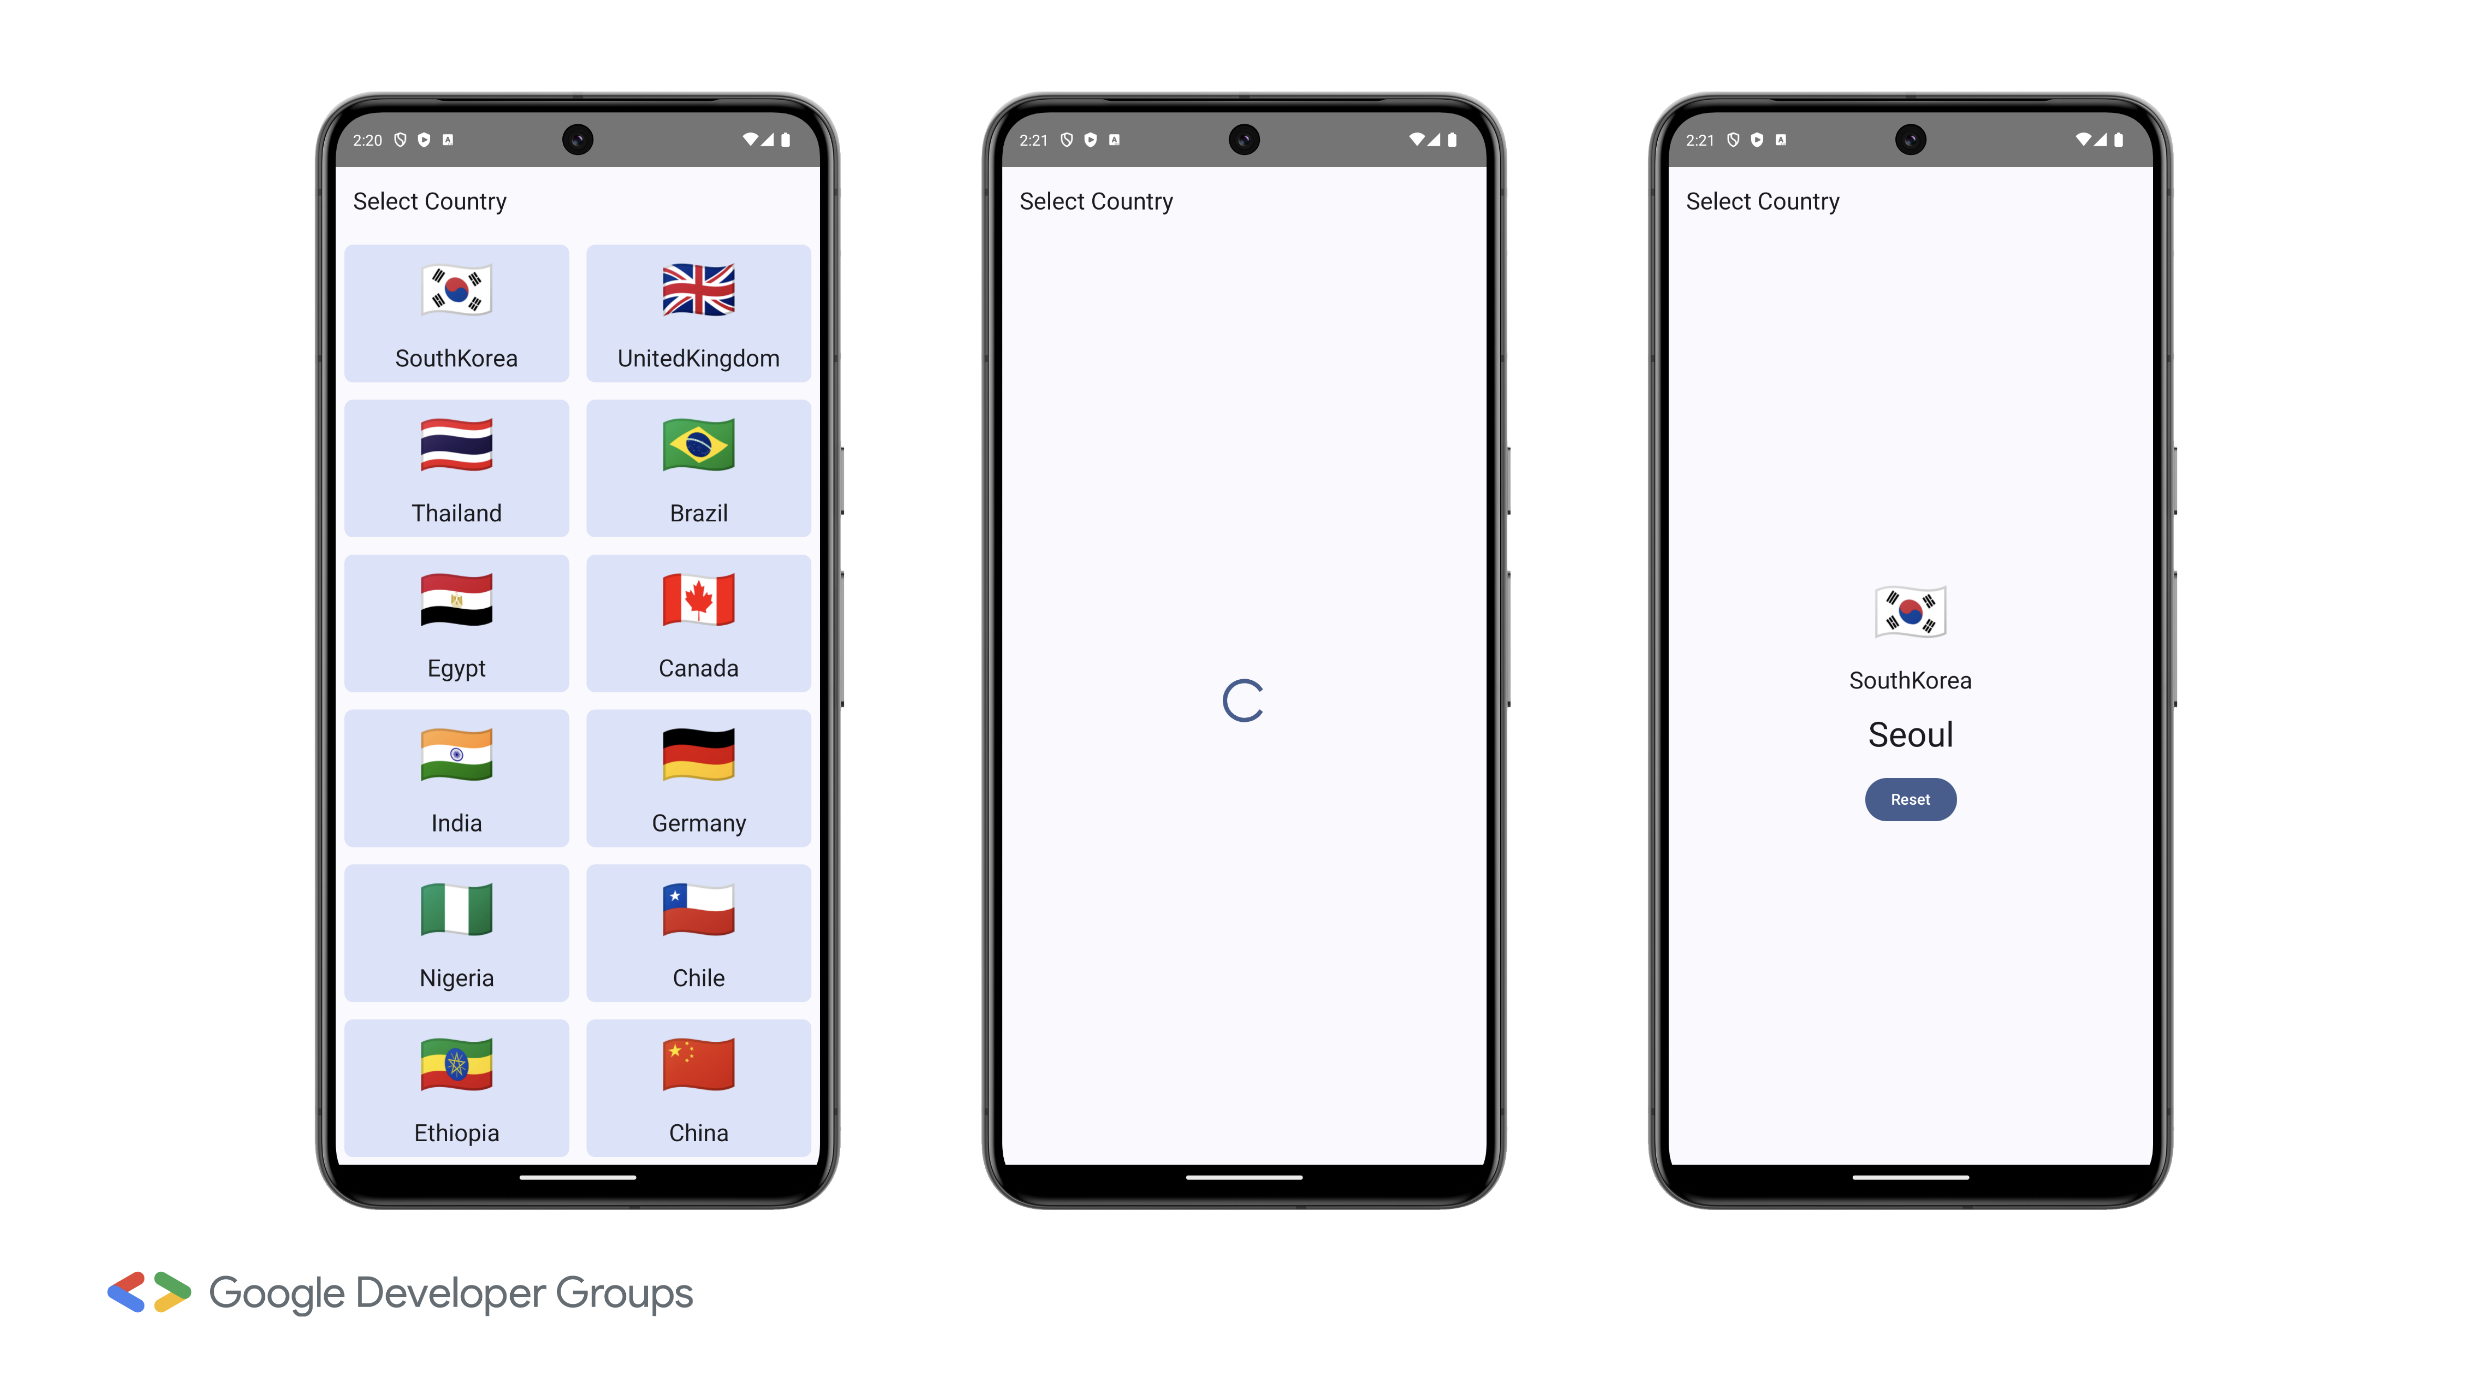 2:20
Select Country
SouthKorea
UnitedKingdom
Thailand
Brazil
Egypt
Canada
India
Germany
Nigeria
Chile
Ethiopia
China
2:21
Select Country
2:21
Select Country
SouthKorea
Seoul
Reset
Google Developer Groups